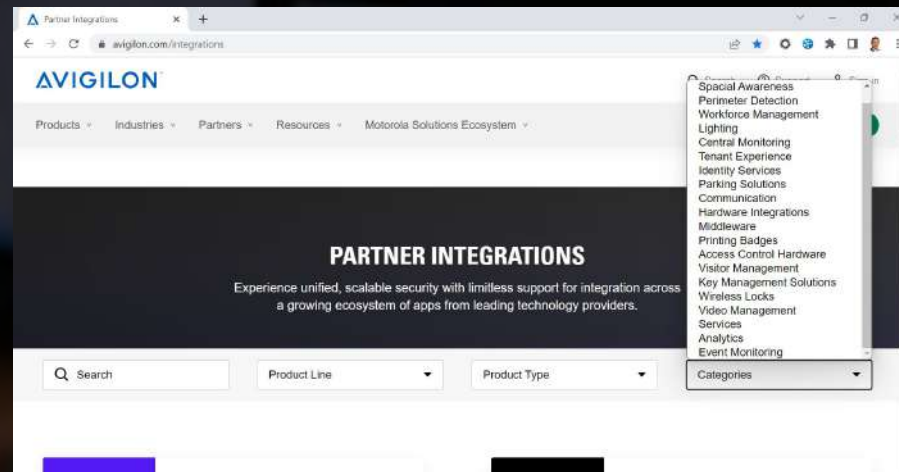 Partner Integrations
avigilon.com/integrations
AVIGILON
Search Support Sign in
Products
Industries
Partners
Resources
Motorola Solutions Ecosystem
PARTNER INTEGRATIONS
Experience unified, scalable security with limitless support for integration across
a growing ecosystem of apps from leading technology providers.
Spacial Awareness
Perimeter Detection
Workforce Management
Lighting
Central Monitoring
Tenant Experience
Identity Services
Parking Solutions
Communication
Hardware Integrations
Middleware
Printing Badges
Access Control Hardware
Visitor Management
Key Management Solutions
Wireless Locks
Video Management
Services
Analytics
Event Monitoring
Search
Product Line
Product Type
Categories